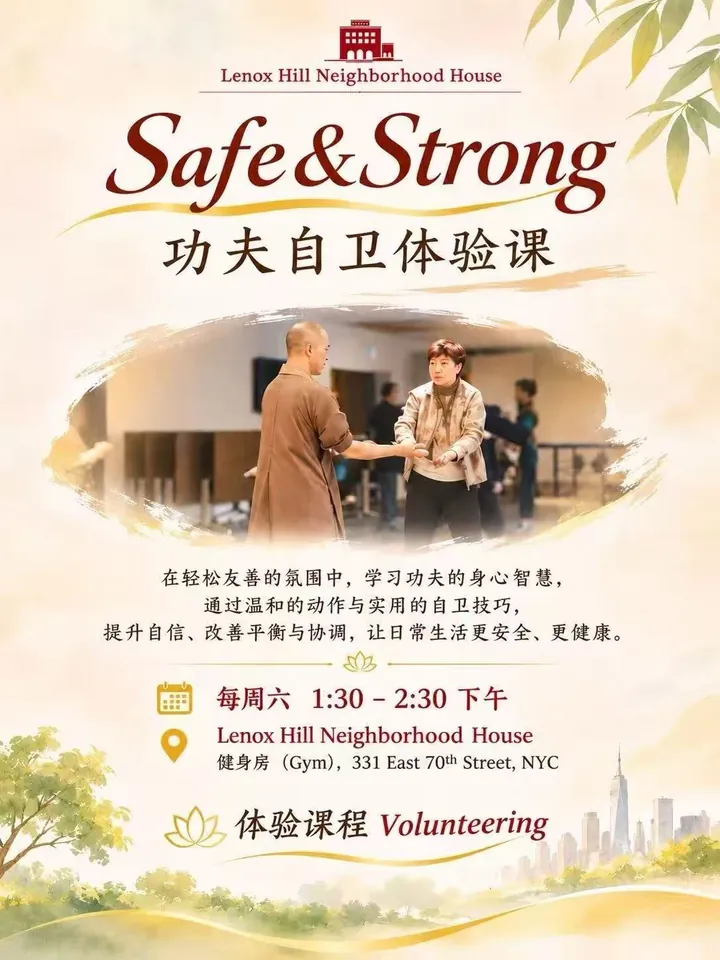 Lenox Hill Neighborhood House
Safe & Strong
功夫自卫体验课
在轻松友善的氛围中，学习功夫的身心智慧，
通过温和的动作与实用的自卫技巧，
提升自信、改善平衡与协调，让日常生活更安全、更健康。
每周六 1:30 – 2:30 下午
Lenox Hill Neighborhood House
健身房（Gym），331 East 70th Street, NYC
体验课程 Volunteering